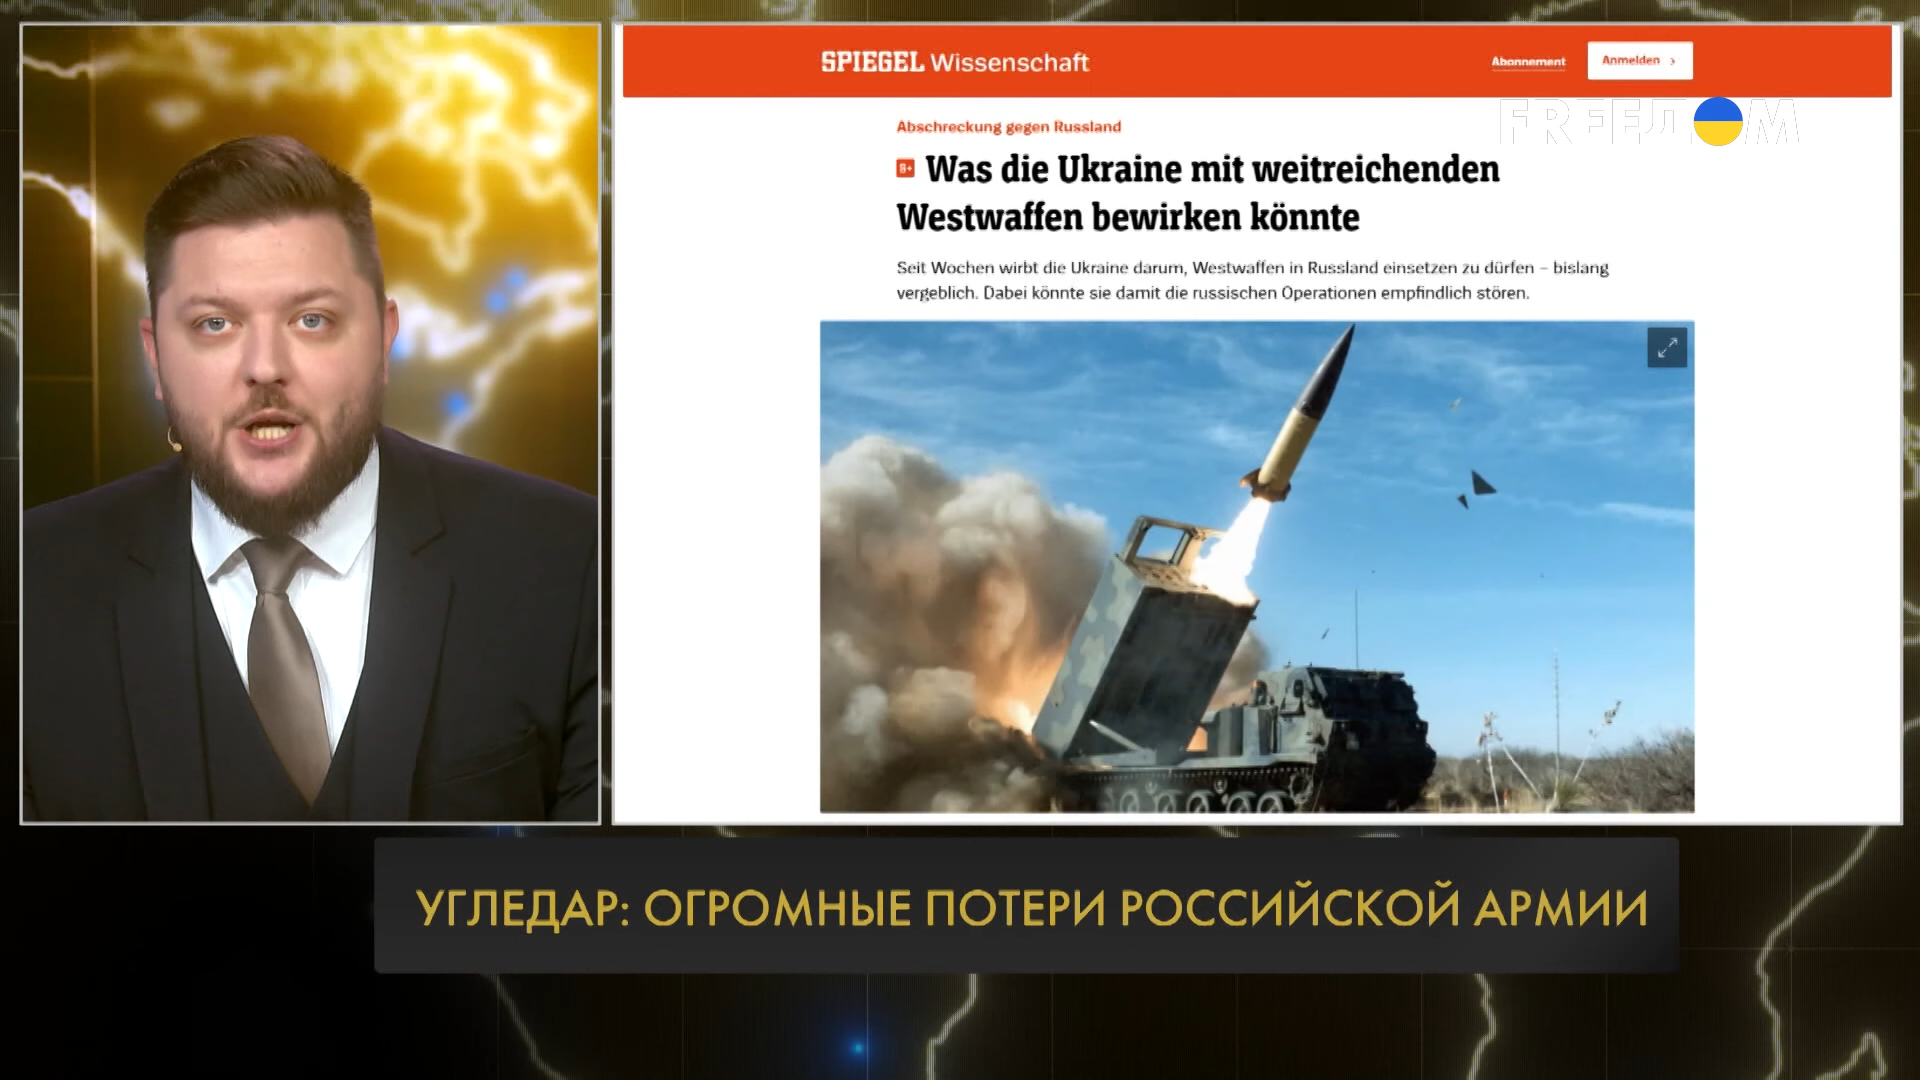 SPIEGEL Wissenschaft
Abonnement
Anmelden
FREEДOM
Abschreckung gegen Russland
S+ Was die Ukraine mit weitreichenden
Westwaffen bewirken könnte
Seit Wochen wirbt die Ukraine darum, Westwaffen in Russland einsetzen zu dürfen – bislang
vergeblich. Dabei könnte sie damit die russischen Operationen empfindlich stören.
УГЛЕДАР: ОГРОМНЫЕ ПОТЕРИ РОССИЙСКОЙ АРМИИ